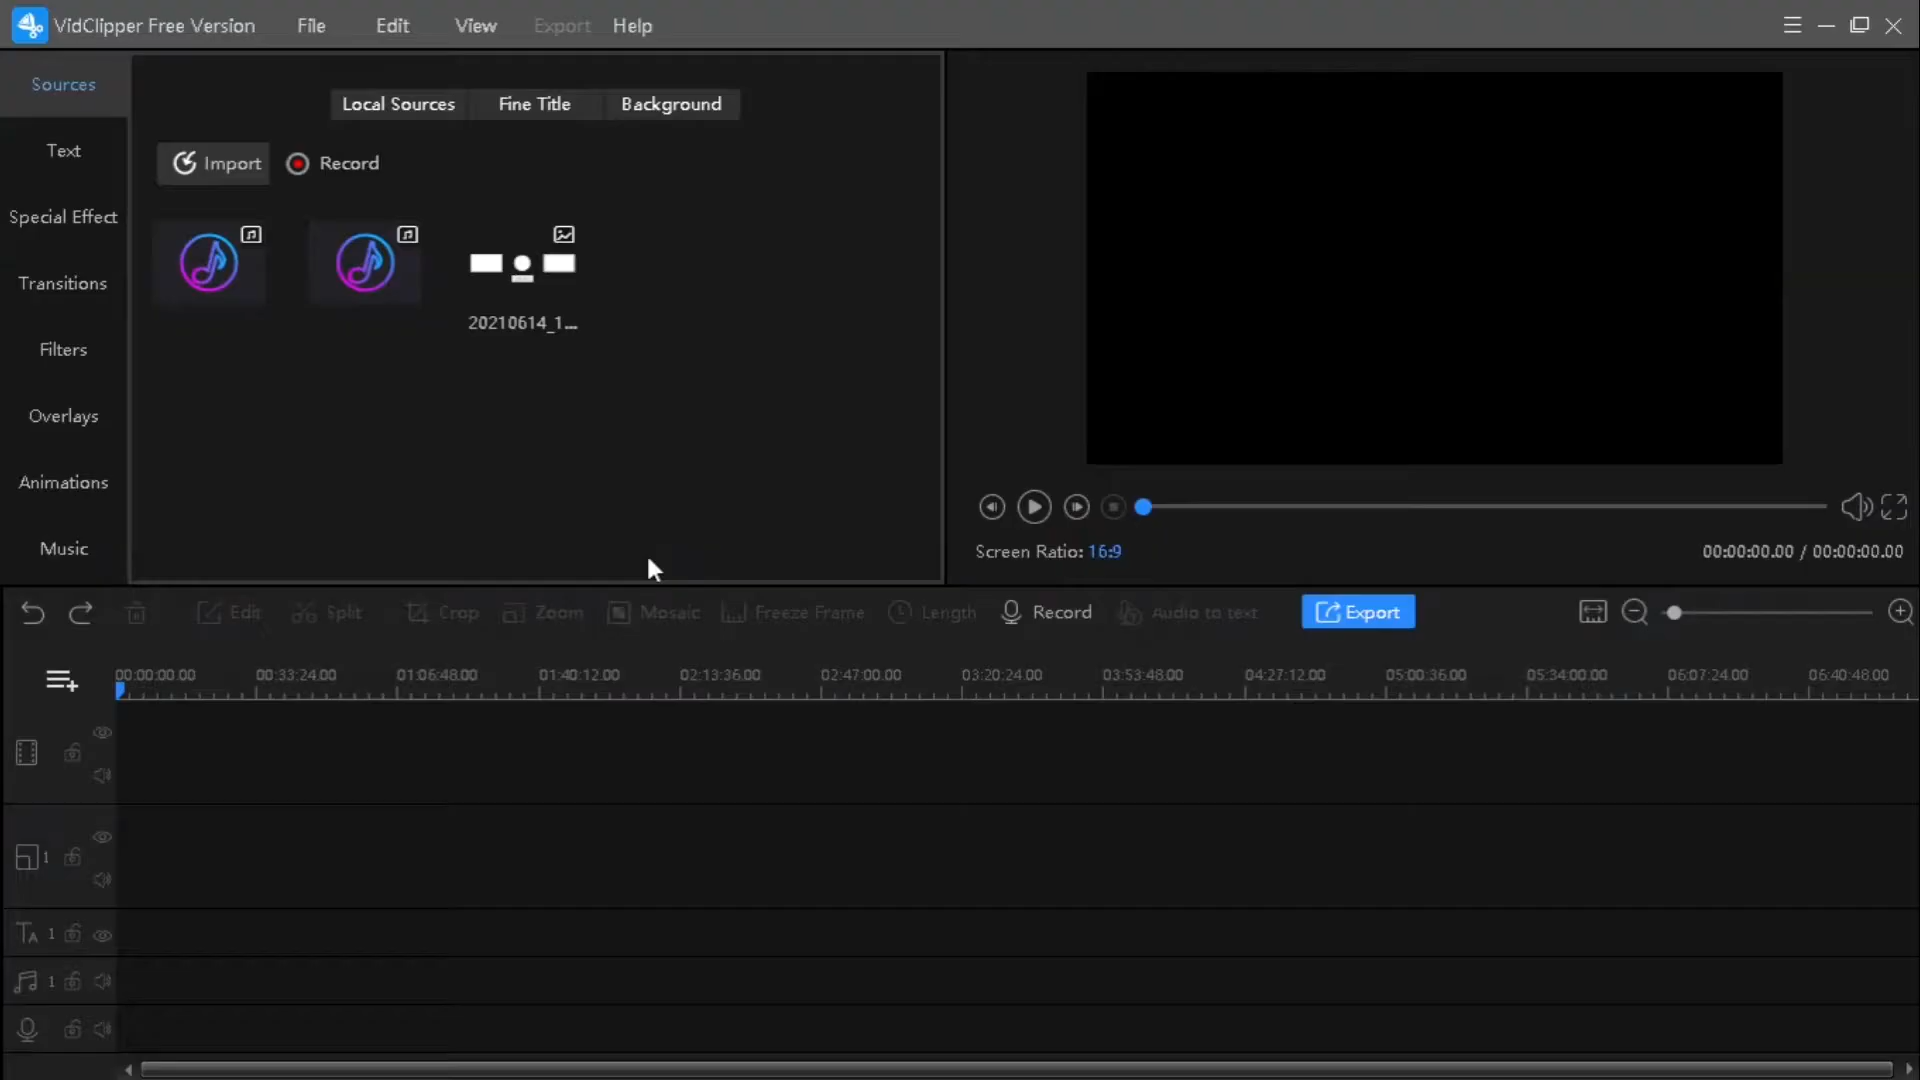 VidClipper Free Version File Edit View Export Help
Sources
Local Sources Fine Title Background
Text
Import Record
Special Effect
Transitions
20210614_1...
Filters
Overlays
Animations
Music
Screen Ratio: 16:9 00:00:00.00 / 00:00:00.00
Edit Split Crop Zoom Mosaic Freeze Frame Length Record Audio to text Export
00:00:00.00 00:33:24.00 01:06:48.00 01:40:12.00 02:13:36.00 02:47:00.00 03:20:24.00 03:53:48.00 04:27:12.00 05:00:36.00 05:34:00.00 06:07:24.00 06:40:48.00
1
1
1